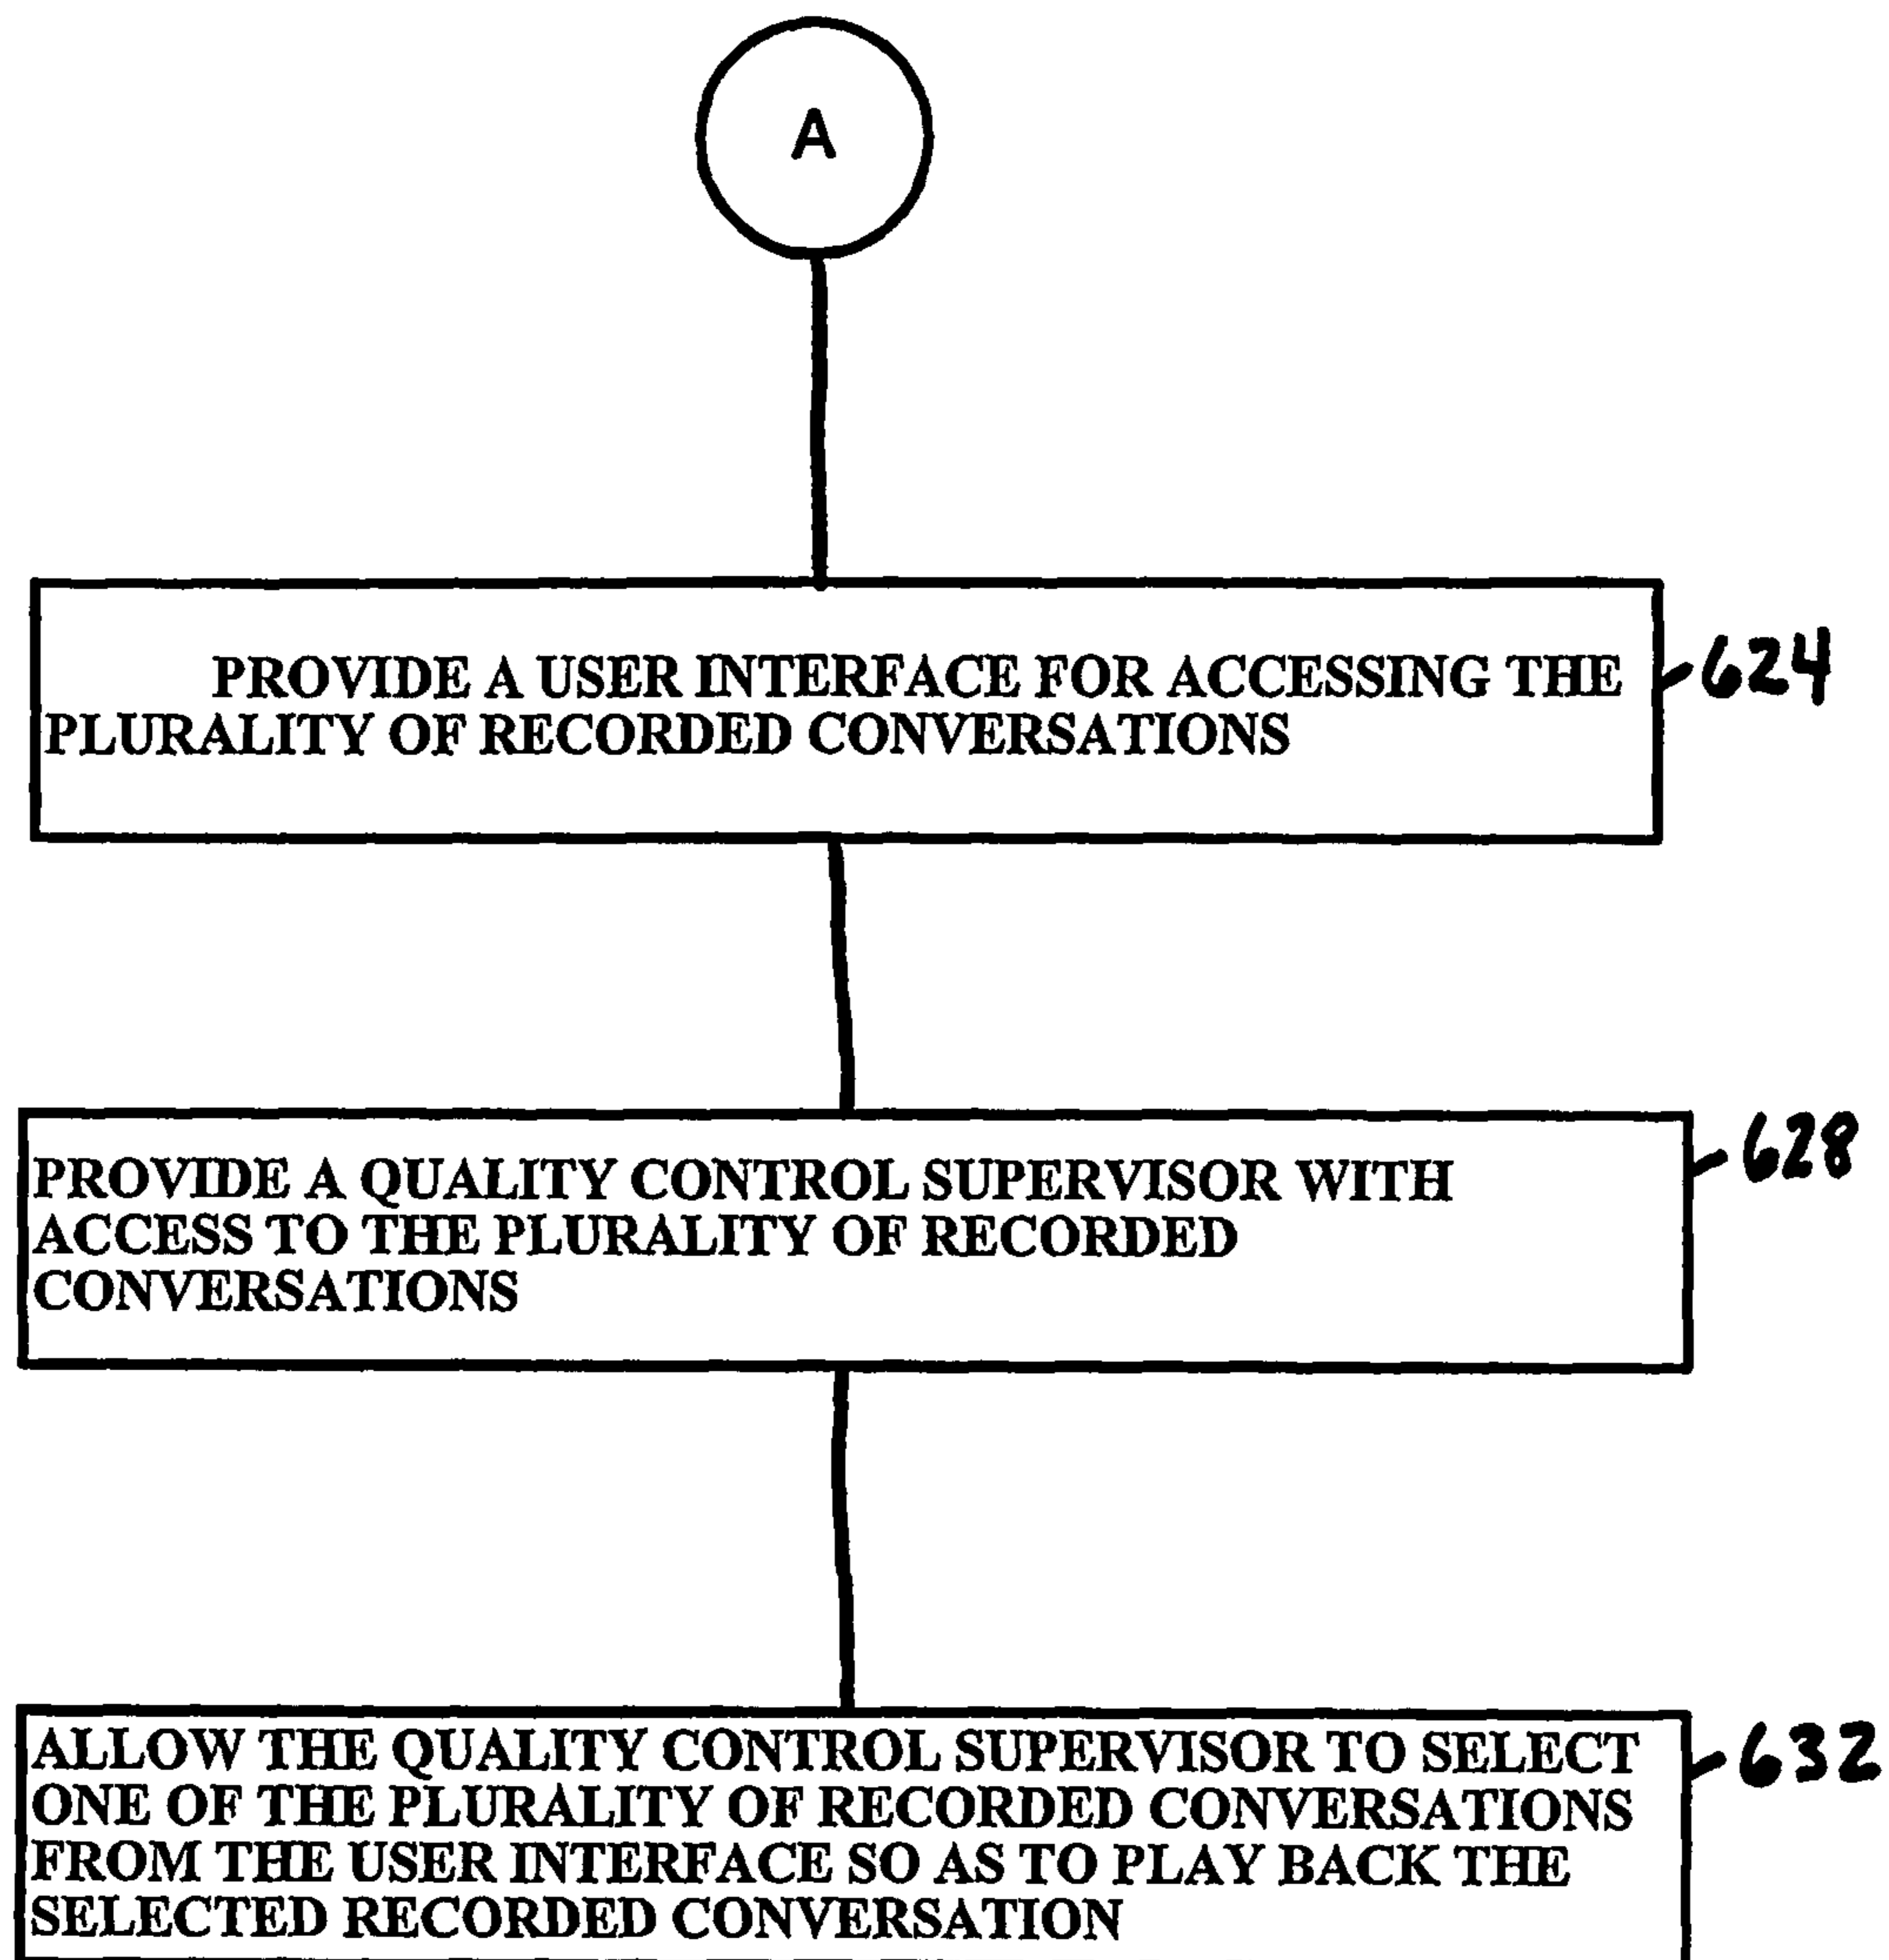 A
PROVIDE A USER INTERFACE FOR ACCESSING THE
PLURALITY OF RECORDED CONVERSATIONS
624
PROVIDE A QUALITY CONTROL SUPERVISOR WITH
ACCESS TO THE PLURALITY OF RECORDED
CONVERSATIONS
628
ALLOW THE QUALITY CONTROL SUPERVISOR TO SELECT
ONE OF THE PLURALITY OF RECORDED CONVERSATIONS
FROM THE USER INTERFACE SO AS TO PLAY BACK THE
SELECTED RECORDED CONVERSATION
632